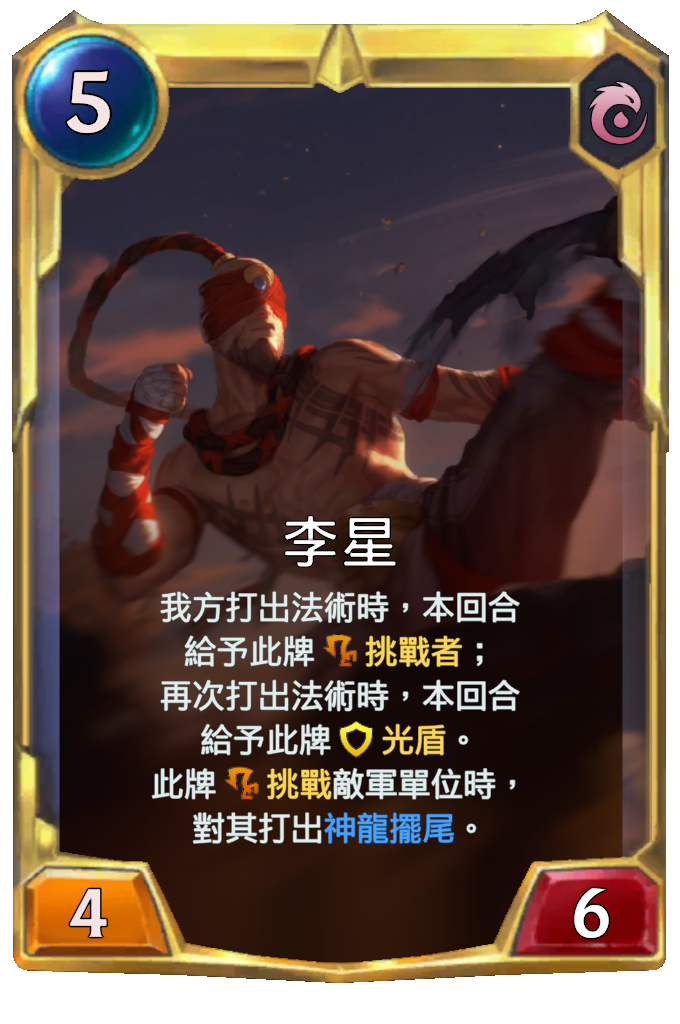 5
李星
我方打出法術時，本回合
給予此牌 挑戰者；
再次打出法術時，本回合
給予此牌 光盾。
此牌 挑戰敵軍單位時，
對其打出神龍擺尾。
4
6